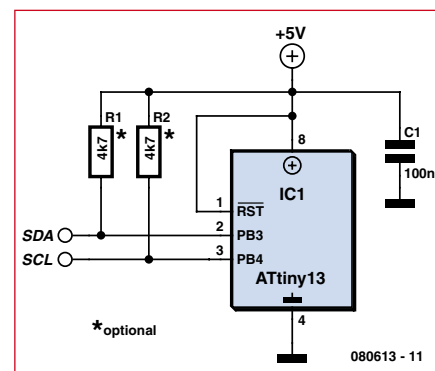 +5V
R1
*
4k7
R2
*
4k7
C1
100n
8
IC1
1
RST
SDA
2
PB3
SCL
3
PB4
ATtiny13
4
*optional
080613 - 11